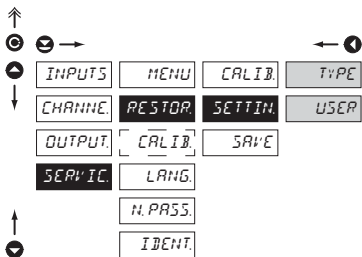 INPUTS MENU CALIB. TYPE
CHANNE. RESTOR. SETTIN. USER
OUTPUT. CALIB. SAVE
SERVIC. LANG.
N. PASS.
IDENT.